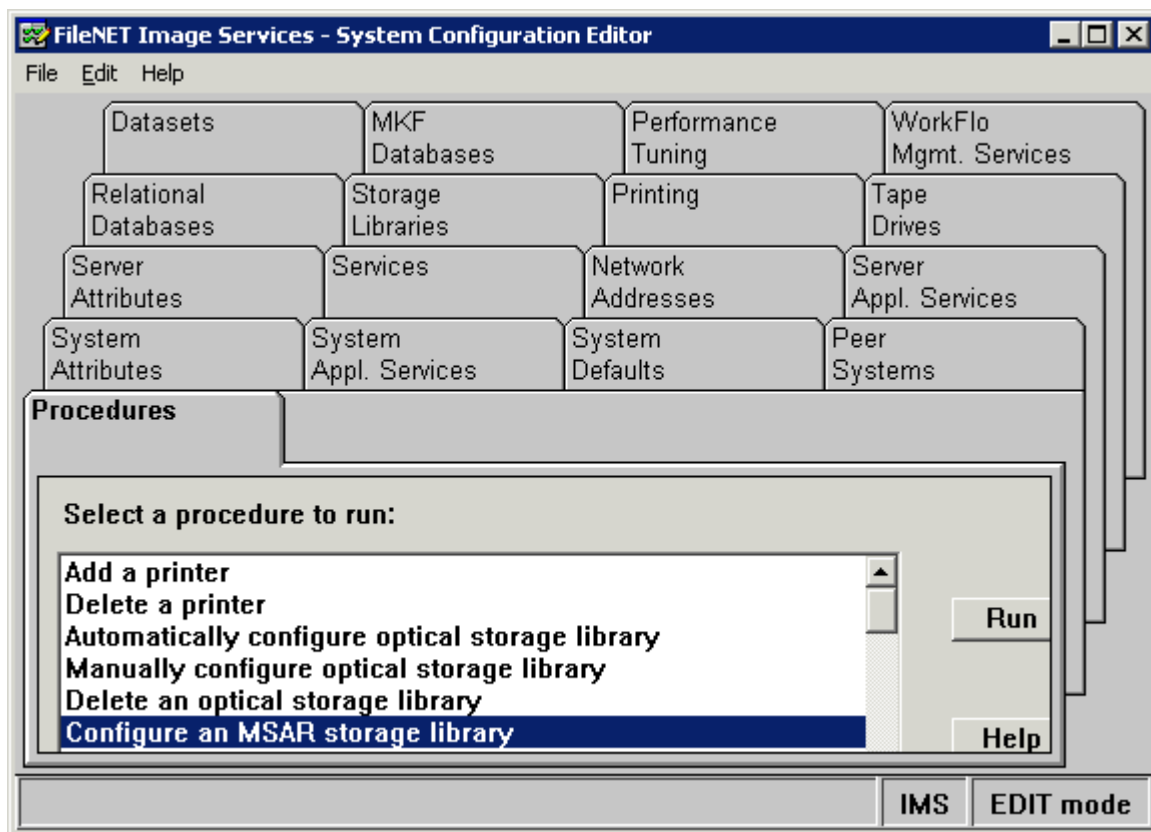 FileNET Image Services - System Configuration Editor
File Edit Help
Datasets
MKF
Databases
Performance
Tuning
WorkFlo
Mgmt. Services
Relational
Databases
Storage
Libraries
Printing
Tape
Drives
Server
Attributes
Services
Network
Addresses
Server
Appl. Services
System
Attributes
System
Appl. Services
System
Defaults
Peer
Systems
Procedures
Select a procedure to run:
Add a printer
Delete a printer
Automatically configure optical storage library
Manually configure optical storage library
Delete an optical storage library
Configure an MSAR storage library
Run
Help
IMS
EDIT mode